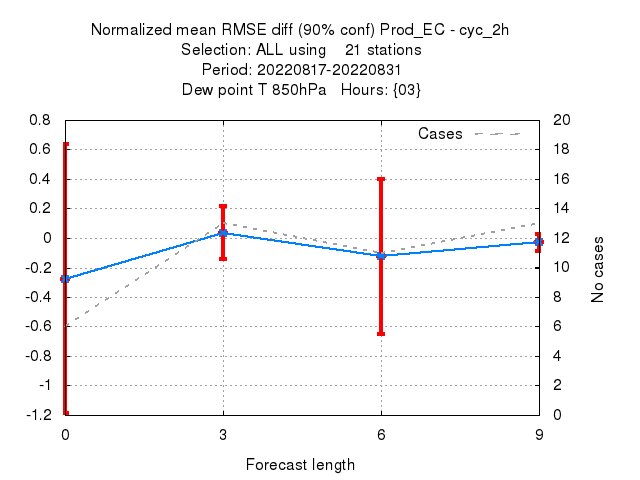 Normalized mean RMSE diff (90% conf) Prod_EC - cyc_2h
Selection: ALL using    21 stations
Period: 20220817-20220831
Dew point T 850hPa   Hours: {03}
Cases
0.8
0.6
0.4
0.2
0
-0.2
-0.4
-0.6
-0.8
-1
-1.2
20
18
16
14
12
10
8
6
4
2
0
No cases
0 3 6 9
Forecast length